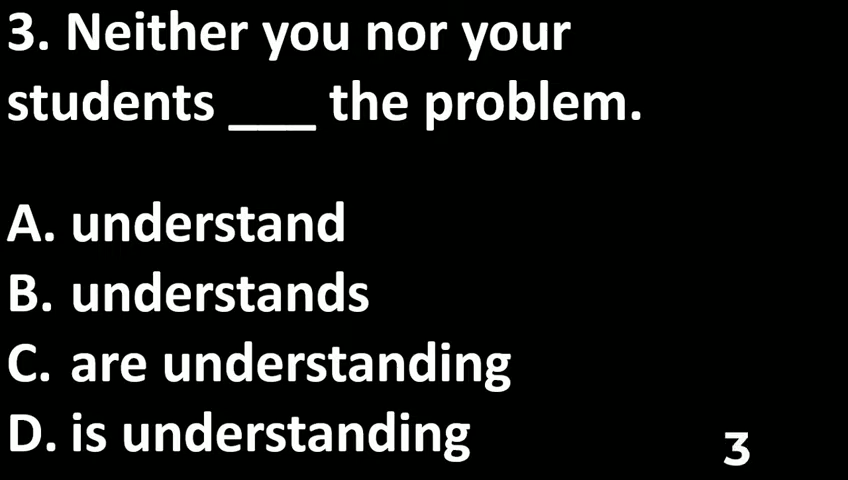 3. Neither you nor your
students ___ the problem.
A. understand
B. understands
C. are understanding
D. is understanding
3